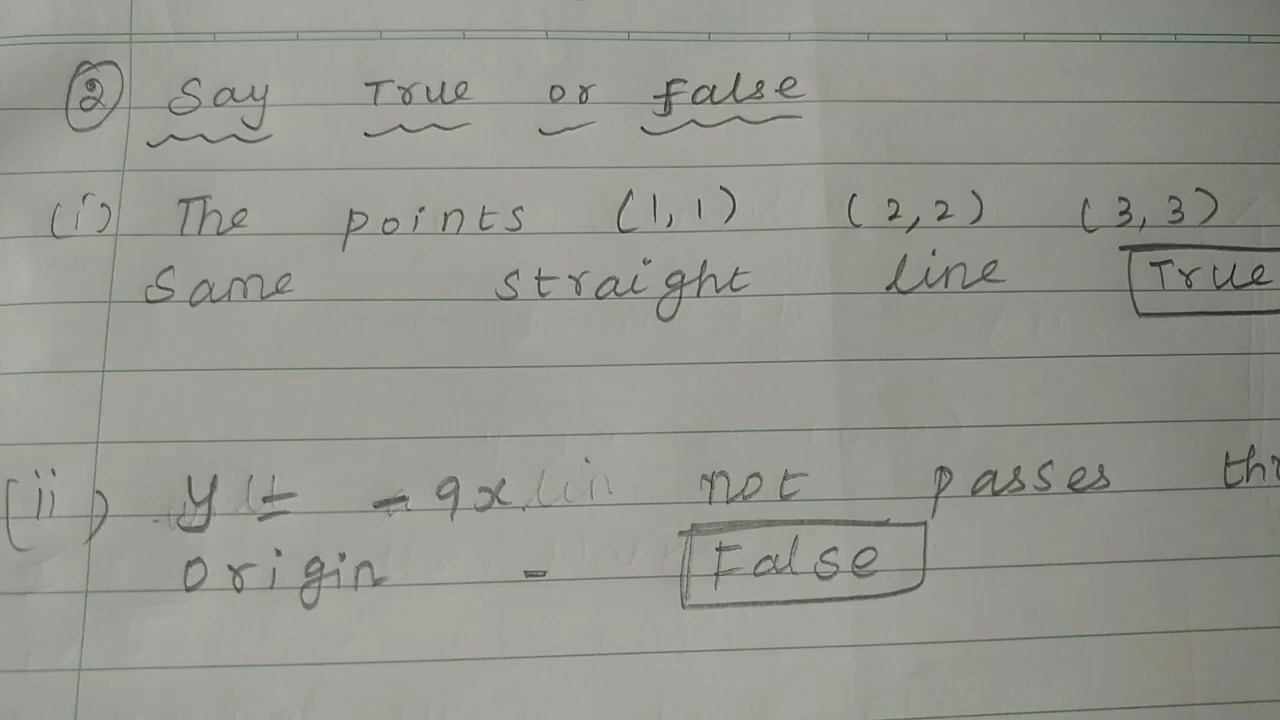 ② Say True or False
(i) The points (1,1) (2,2) (3,3)
Same straight line True
(ii) y = -9x not passes
origin - False